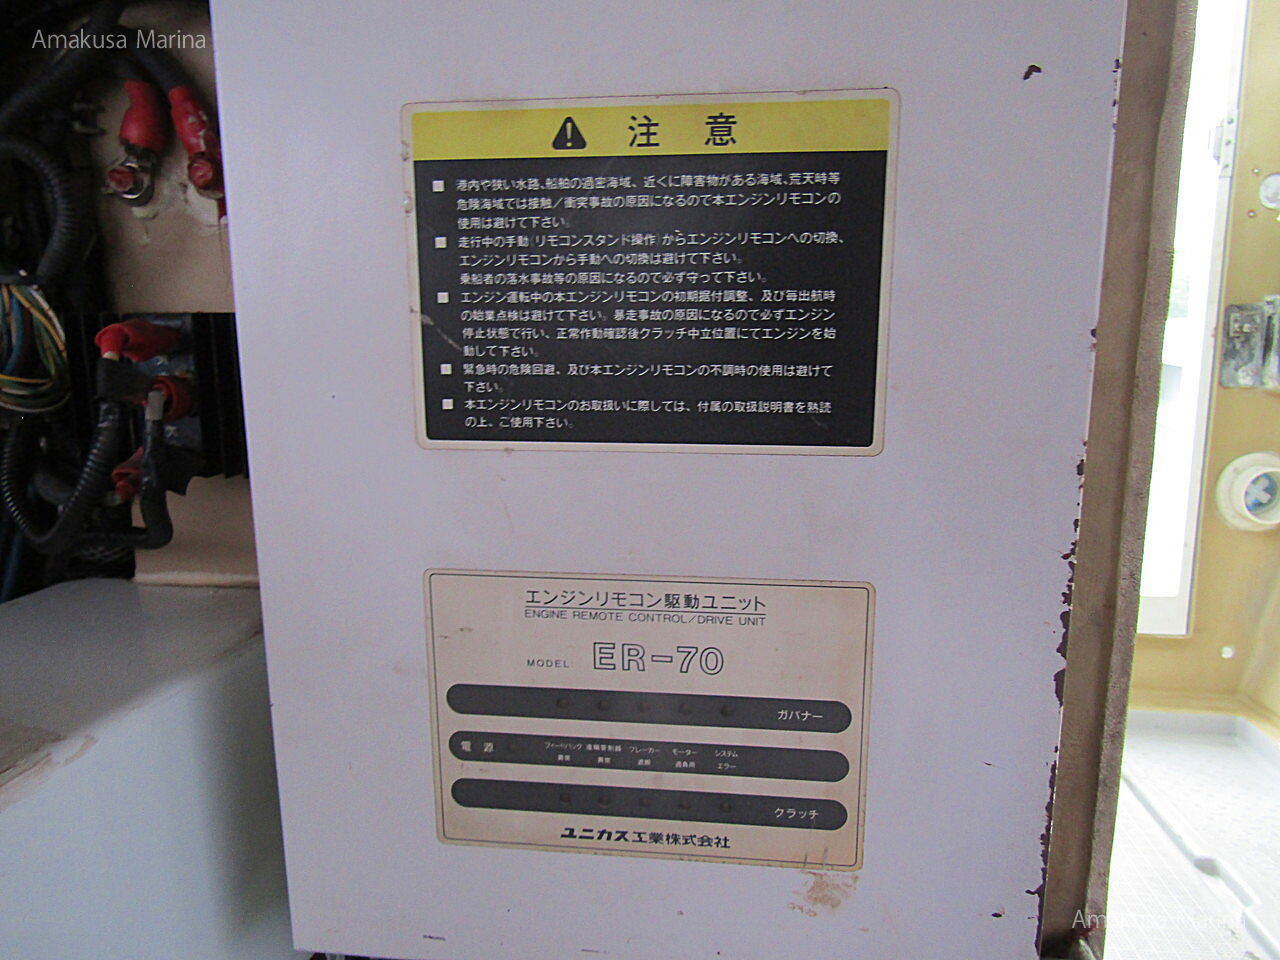 Amakusa Marina
注 意
■ 港内や狭い水路、船舶の過密海域、近くに障害物がある海域、荒天時等
危険海域では接触／衝突事故の原因になるので本エンジンリモコンの
使用は避けて下さい。
■ 走行中の手動(リモコンスタンド操作)からエンジンリモコンへの切換、
エンジンリモコンから手動への切換は避けて下さい。
乗船者の落水事故等の原因になるので必ず守って下さい。
■ エンジン運転中の本エンジンリモコンの初期据付調整、及び毎出航時
の始業点検は避けて下さい。暴走事故の原因になるので必ずエンジン
停止状態で行い、正常作動確認後クラッチ中立位置にてエンジンを始
動して下さい。
■ 緊急時の危険回避、及び本エンジンリモコンの不調時の使用は避けて
下さい。
■ 本エンジンリモコンのお取扱いに際しては、付属の取扱説明書を熟読
の上、ご使用下さい。
エンジンリモコン駆動ユニット
ENGINE REMOTE CONTROL/DRIVE UNIT
MODEL ER-70
ガバナー
電源 フィードバック 遠隔管制器 ブレーカー モーター システム
異常 異常 遮断 過負荷 エラー
クラッチ
ユニカス工業株式会社
Amakusa Marina